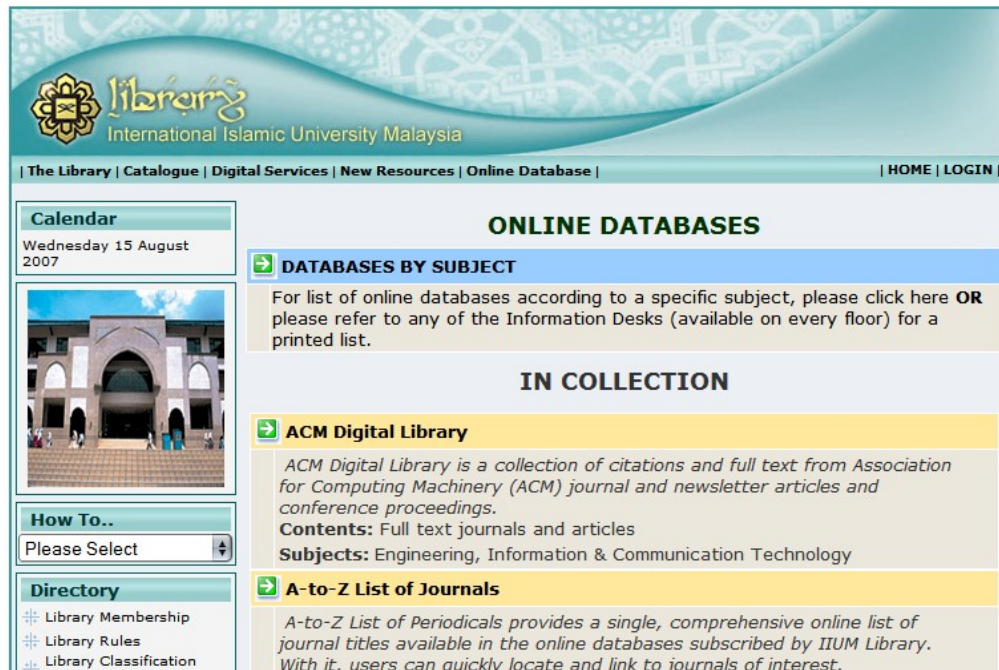 library
International Islamic University Malaysia
| The Library | Catalogue | Digital Services | New Resources | Online Database |
| HOME | LOGIN |
Calendar
Wednesday 15 August
2007
How To..
Please Select
Directory
Library Membership
Library Rules
Library Classification
ONLINE DATABASES
DATABASES BY SUBJECT
For list of online databases according to a specific subject, please click here OR
please refer to any of the Information Desks (available on every floor) for a
printed list.
IN COLLECTION
ACM Digital Library
ACM Digital Library is a collection of citations and full text from Association
for Computing Machinery (ACM) journal and newsletter articles and
conference proceedings.
Contents: Full text journals and articles
Subjects: Engineering, Information & Communication Technology
A-to-Z List of Journals
A-to-Z List of Periodicals provides a single, comprehensive online list of
journal titles available in the online databases subscribed by IIUM Library.
With it, users can quickly locate and link to journals of interest.